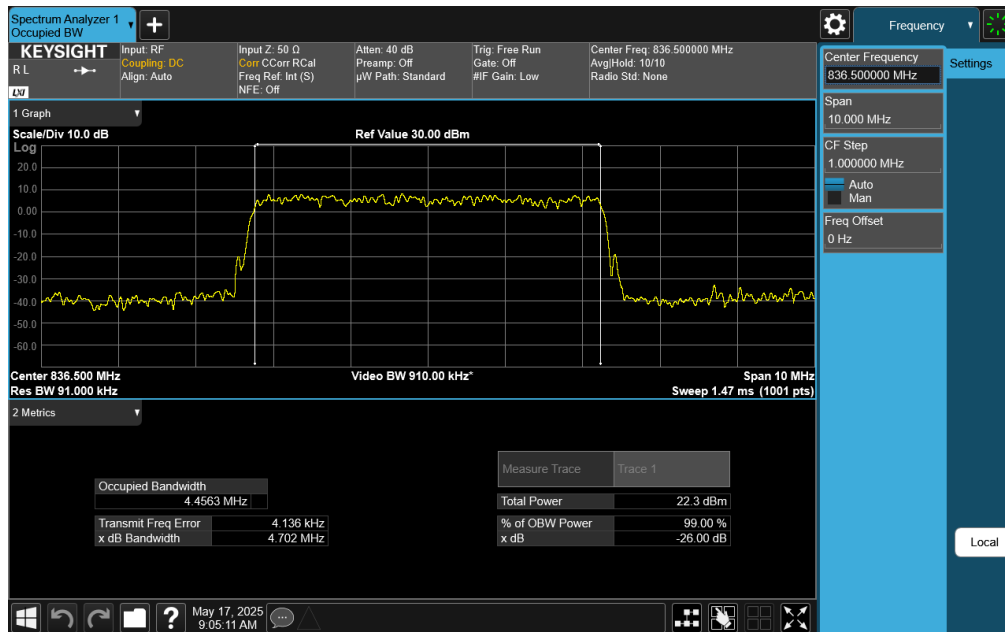 Spectrum Analyzer 1
Occupied BW
Frequency
KEYSIGHT
R L
LXI
Input: RF
Coupling: DC
Align: Auto
Input Z: 50 Ω
Corr CCorr RCal
Freq Ref: Int (S)
NFE: Off
Atten: 40 dB
Preamp: Off
µW Path: Standard
Trig: Free Run
Gate: Off
#IF Gain: Low
Center Freq: 836.500000 MHz
Avg|Hold: 10/10
Radio Std: None
Center Frequency
836.500000 MHz
Settings
Span
10.000 MHz
CF Step
1.000000 MHz
Auto
Man
Freq Offset
0 Hz
1 Graph
Scale/Div 10.0 dB
Ref Value 30.00 dBm
Log
20.0
10.0
0.00
-10.0
-20.0
-30.0
-40.0
-50.0
-60.0
Center 836.500 MHz
Video BW 910.00 kHz*
Span 10 MHz
Res BW 91.000 kHz
Sweep 1.47 ms (1001 pts)
2 Metrics
Measure Trace Trace 1
Occupied Bandwidth
4.4563 MHz
Total Power 22.3 dBm
Transmit Freq Error 4.136 kHz
% of OBW Power 99.00 %
x dB Bandwidth 4.702 MHz
x dB -26.00 dB
Local
May 17, 2025
9:05:11 AM